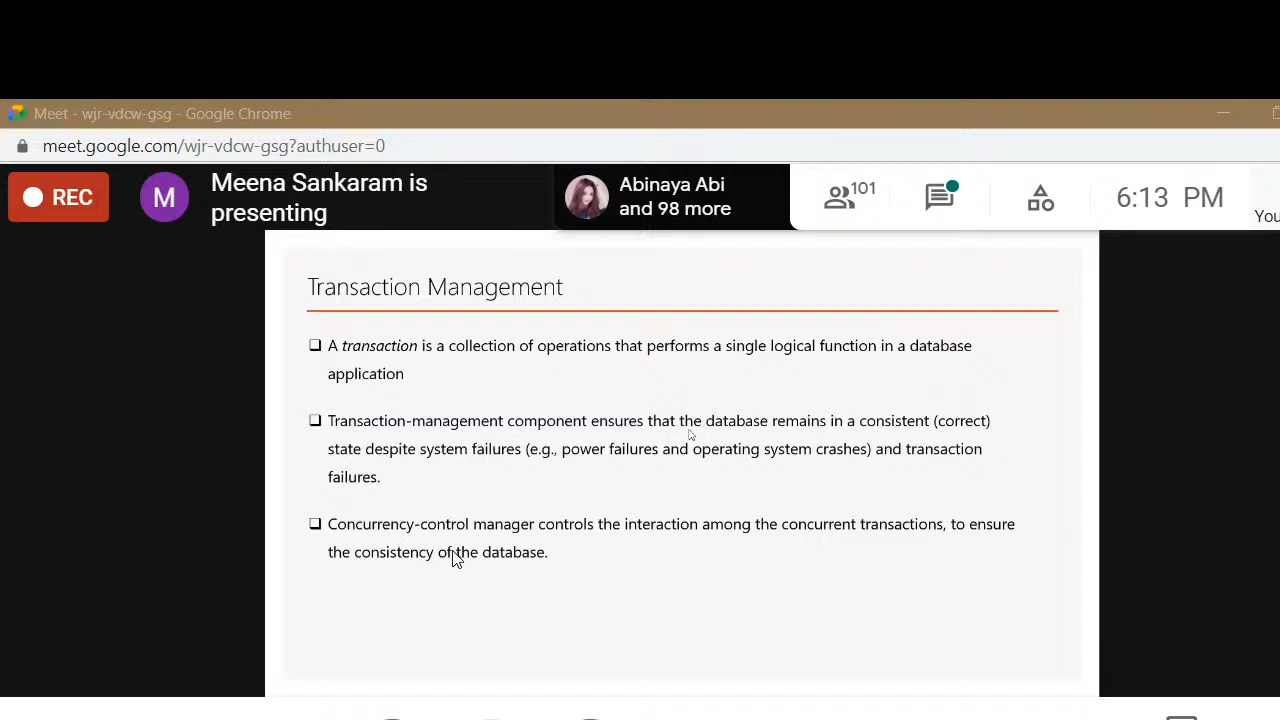 Meet - wjr-vdcw-gsg - Google Chrome
meet.google.com/wjr-vdcw-gsg?authuser=0
REC
M
Meena Sankaram is
presenting
Abinaya Abi
and 98 more
101
6:13 PM
You
Transaction Management
A transaction is a collection of operations that performs a single logical function in a database
application
Transaction-management component ensures that the database remains in a consistent (correct)
state despite system failures (e.g., power failures and operating system crashes) and transaction
failures.
Concurrency-control manager controls the interaction among the concurrent transactions, to ensure
the consistency of the database.